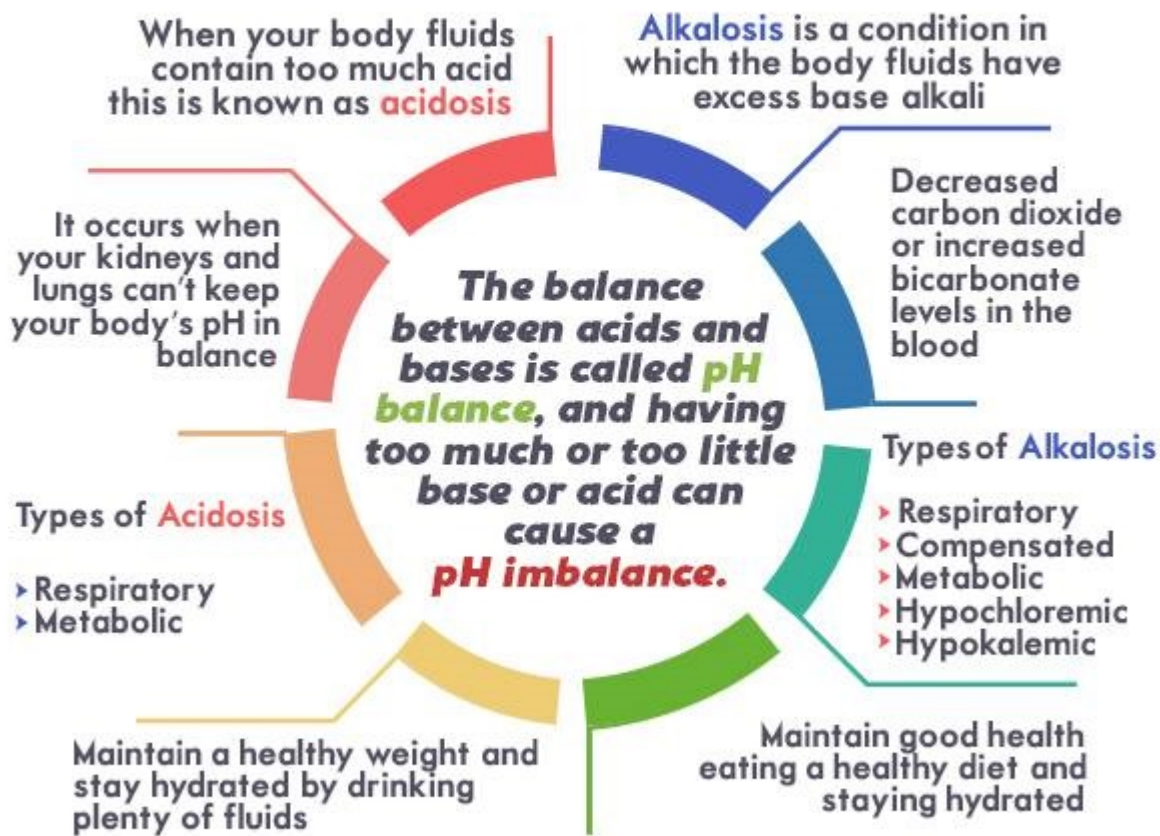 When your body fluids
contain too much acid
this is known as acidosis
It occurs when
your kidneys and
lungs can't keep
your body's pH in
balance
Types of Acidosis
➤ Respiratory
➤ Metabolic
Maintain a healthy weight and
stay hydrated by drinking
plenty of fluids
The balance
between acids and
bases is called pH
balance, and having
too much or too little
base or acid can
cause a
pH imbalance.
Alkalosis is a condition in
which the body fluids have
excess base alkali
Decreased
carbon dioxide
or increased
bicarbonate
levels in the
blood
Types of Alkalosis
➤ Respiratory
➤ Compensated
➤ Metabolic
➤ Hypochloremic
➤ Hypokalemic
Maintain good health
eating a healthy diet and
staying hydrated